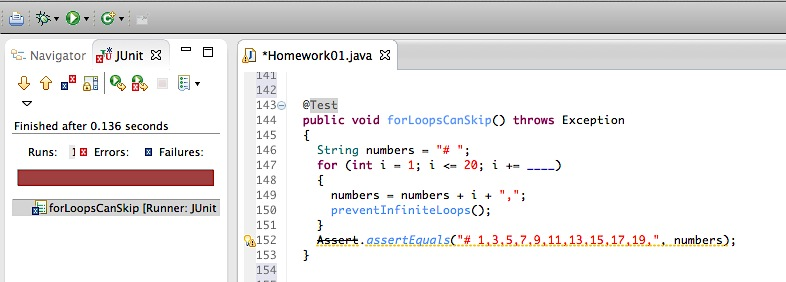 Navigator JUnit
*Homework01.java
Finished after 0.136 seconds
Runs: Errors: Failures:
forLoopsCanSkip [Runner: JUnit
141
142
143 @Test
144 public void forLoopsCanSkip() throws Exception
145 {
146 String numbers = "# ";
147 for (int i = 1; i <= 20; i += ____)
148 {
149 numbers = numbers + i + ",";
150 preventInfiniteLoops();
151 }
152 Assert.assertEquals("# 1,3,5,7,9,11,13,15,17,19,", numbers);
153 }
154